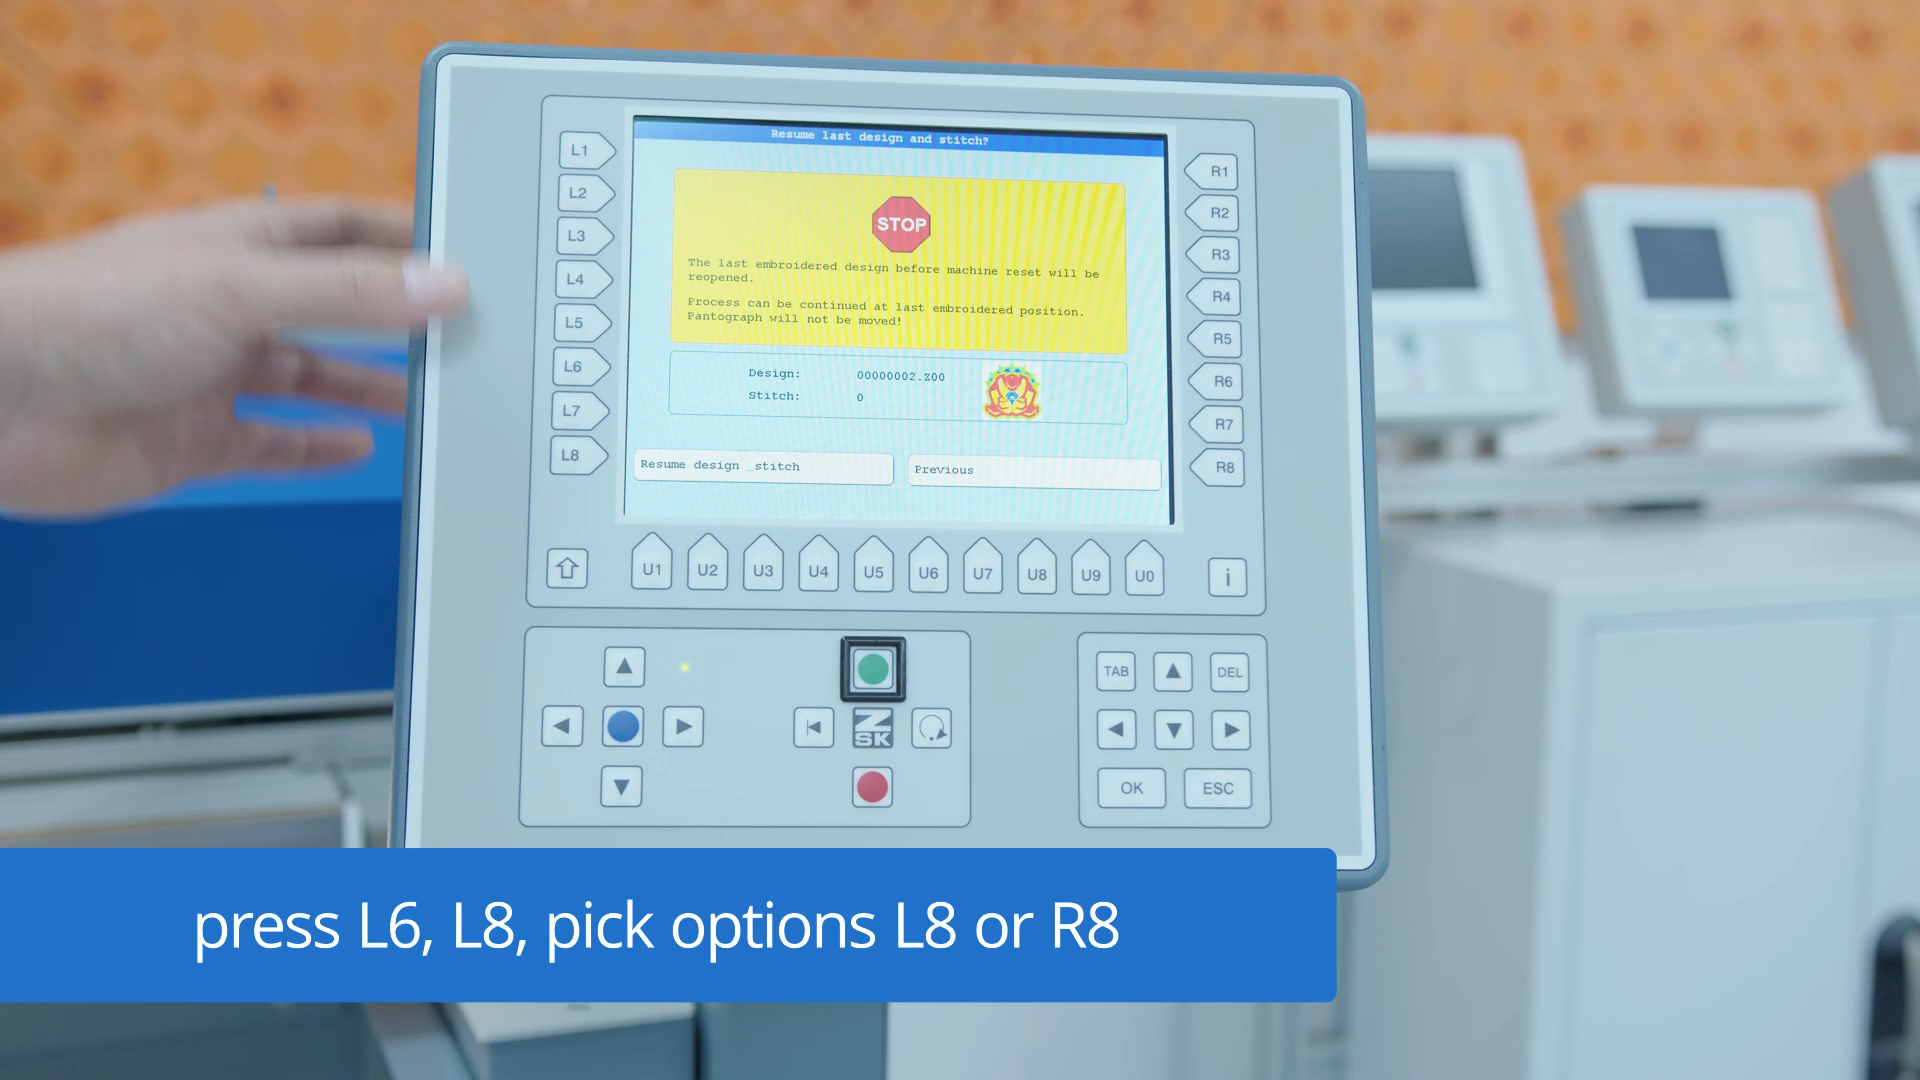 Resume last design and stitch?
STOP
The last embroidered design before machine reset will be
reopened.
Process can be continued at last embroidered position.
Pantograph will not be moved!
Design: 00000002.Z00
Stitch: 0
Resume design _stitch
Previous
L1
L2
L3
L4
L5
L6
L7
L8
R1
R2
R3
R4
R5
R6
R7
R8
U1 U2 U3 U4 U5 U6 U7 U8 U9 U0
i
ZSK
TAB
DEL
OK
ESC
press L6, L8, pick options L8 or R8